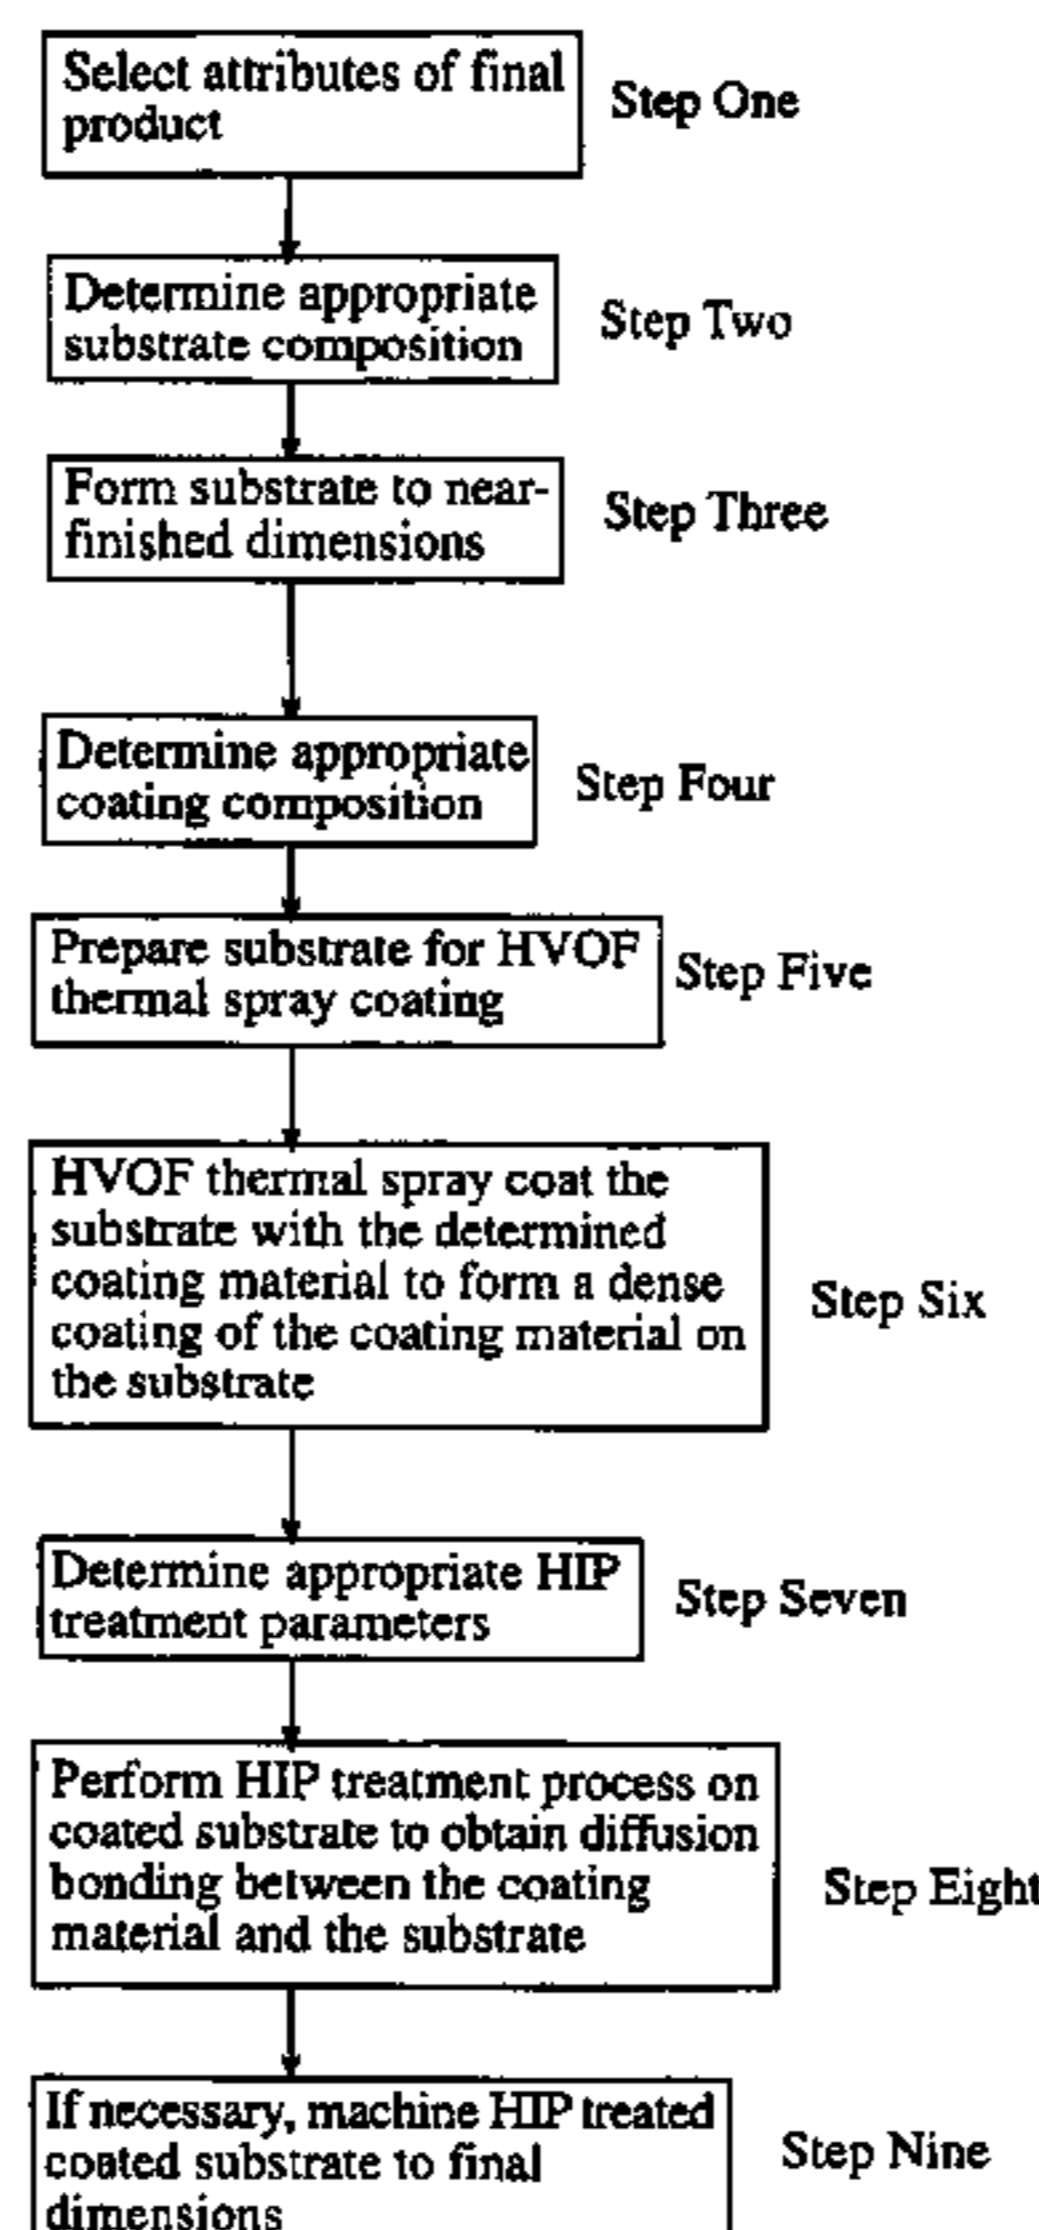 Select attributes of final
product
Step One
Determine appropriate
substrate composition
Step Two
Form substrate to near-
finished dimensions
Step Three
Determine appropriate
coating composition
Step Four
Prepare substrate for HVOF
thermal spray coating
Step Five
HVOF thermal spray coat the
substrate with the determined
coating material to form a dense
coating of the coating material on
the substrate
Step Six
Determine appropriate HIP
treatment parameters
Step Seven
Perform HIP treatment process on
coated substrate to obtain diffusion
bonding between the coating
material and the substrate
Step Eight
If necessary, machine HIP treated
coated substrate to final
dimensions
Step Nine